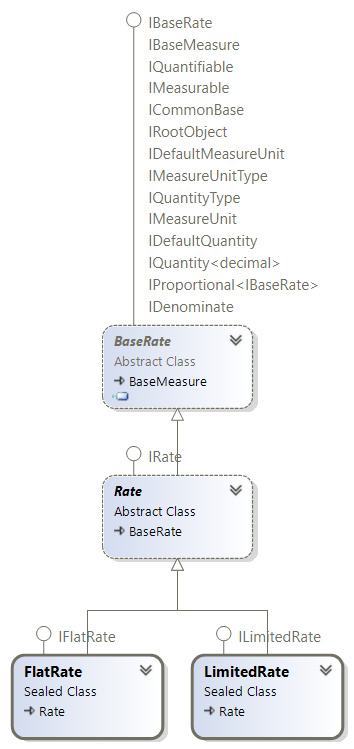 IBaseRate
IBaseMeasure
IQuantifiable
IMeasurable
ICommonBase
IRootObject
IDefaultMeasureUnit
IMeasureUnitType
IQuantityType
IMeasureUnit
IDefaultQuantity
IQuantity<decimal>
IProportional<IBaseRate>
IDenominate
BaseRate
Abstract Class
BaseMeasure
IRate
Rate
Abstract Class
BaseRate
IFlatRate
FlatRate
Sealed Class
Rate
ILimitedRate
LimitedRate
Sealed Class
Rate